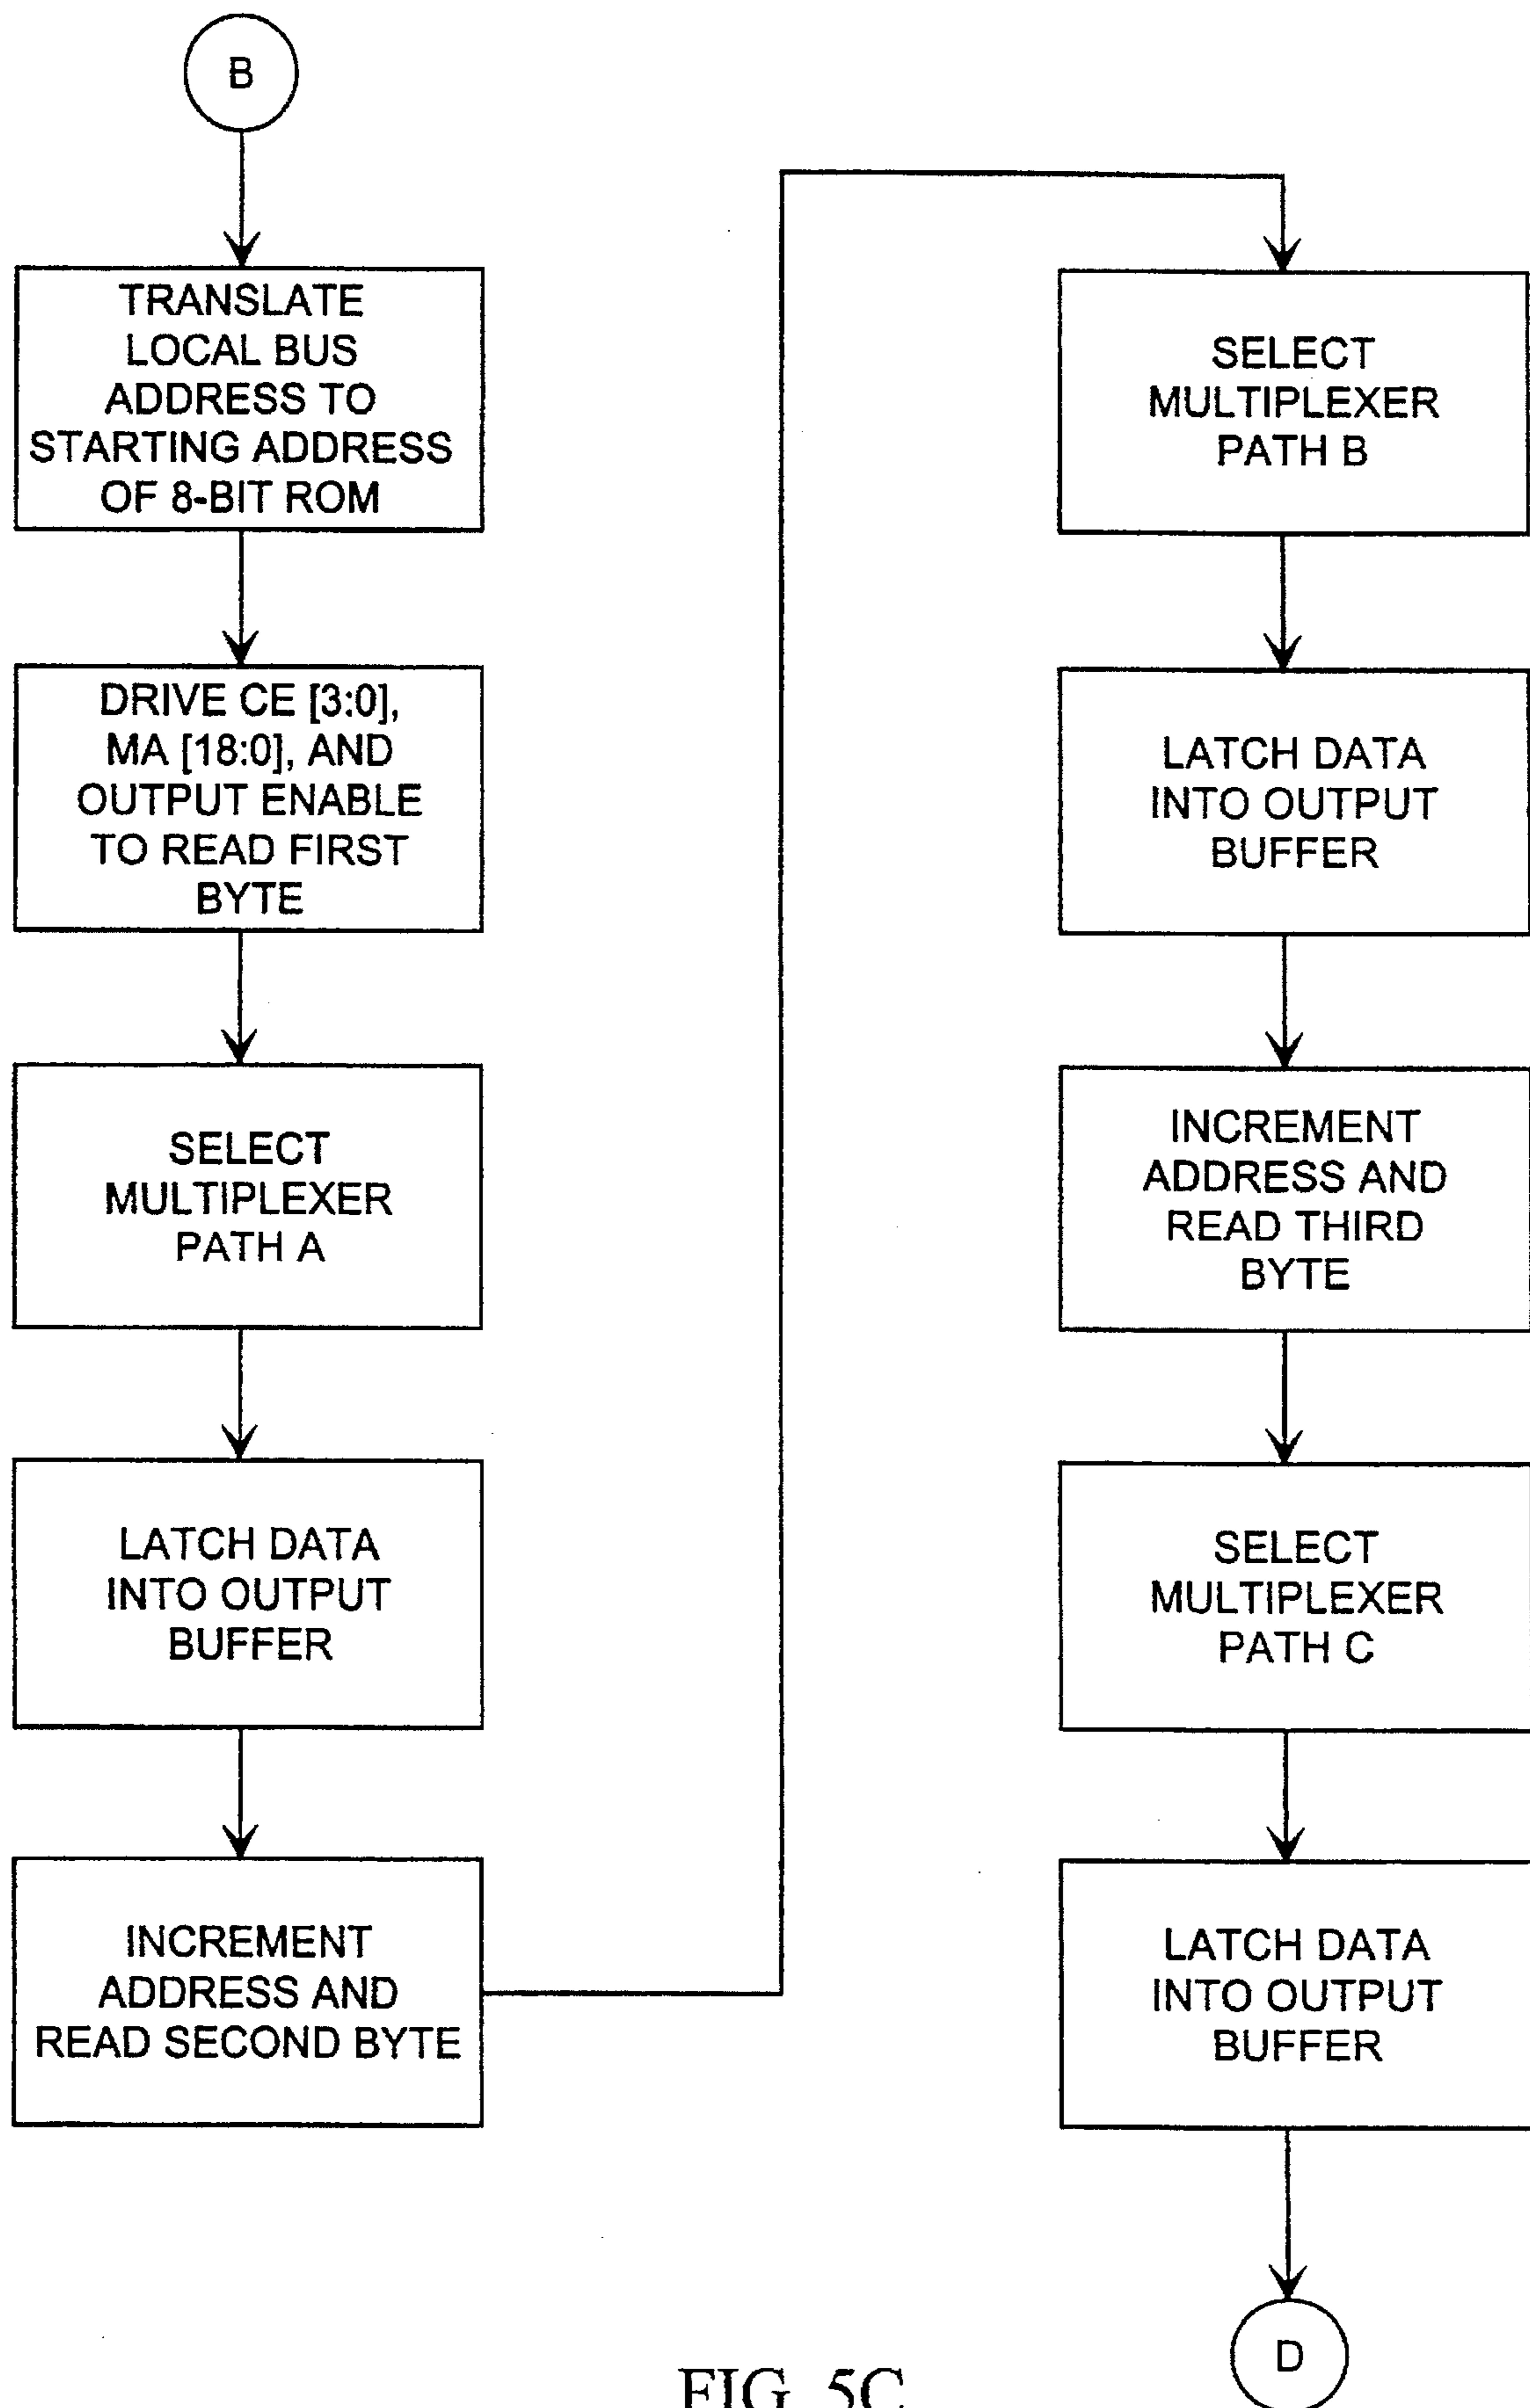 B
TRANSLATE
LOCAL BUS
ADDRESS TO
STARTING ADDRESS
OF 8-BIT ROM
DRIVE CE [3:0],
MA [18:0], AND
OUTPUT ENABLE
TO READ FIRST
BYTE
SELECT
MULTIPLEXER
PATH A
LATCH DATA
INTO OUTPUT
BUFFER
INCREMENT
ADDRESS AND
READ SECOND BYTE
SELECT
MULTIPLEXER
PATH B
LATCH DATA
INTO OUTPUT
BUFFER
INCREMENT
ADDRESS AND
READ THIRD
BYTE
SELECT
MULTIPLEXER
PATH C
LATCH DATA
INTO OUTPUT
BUFFER
D
FIG. 5C